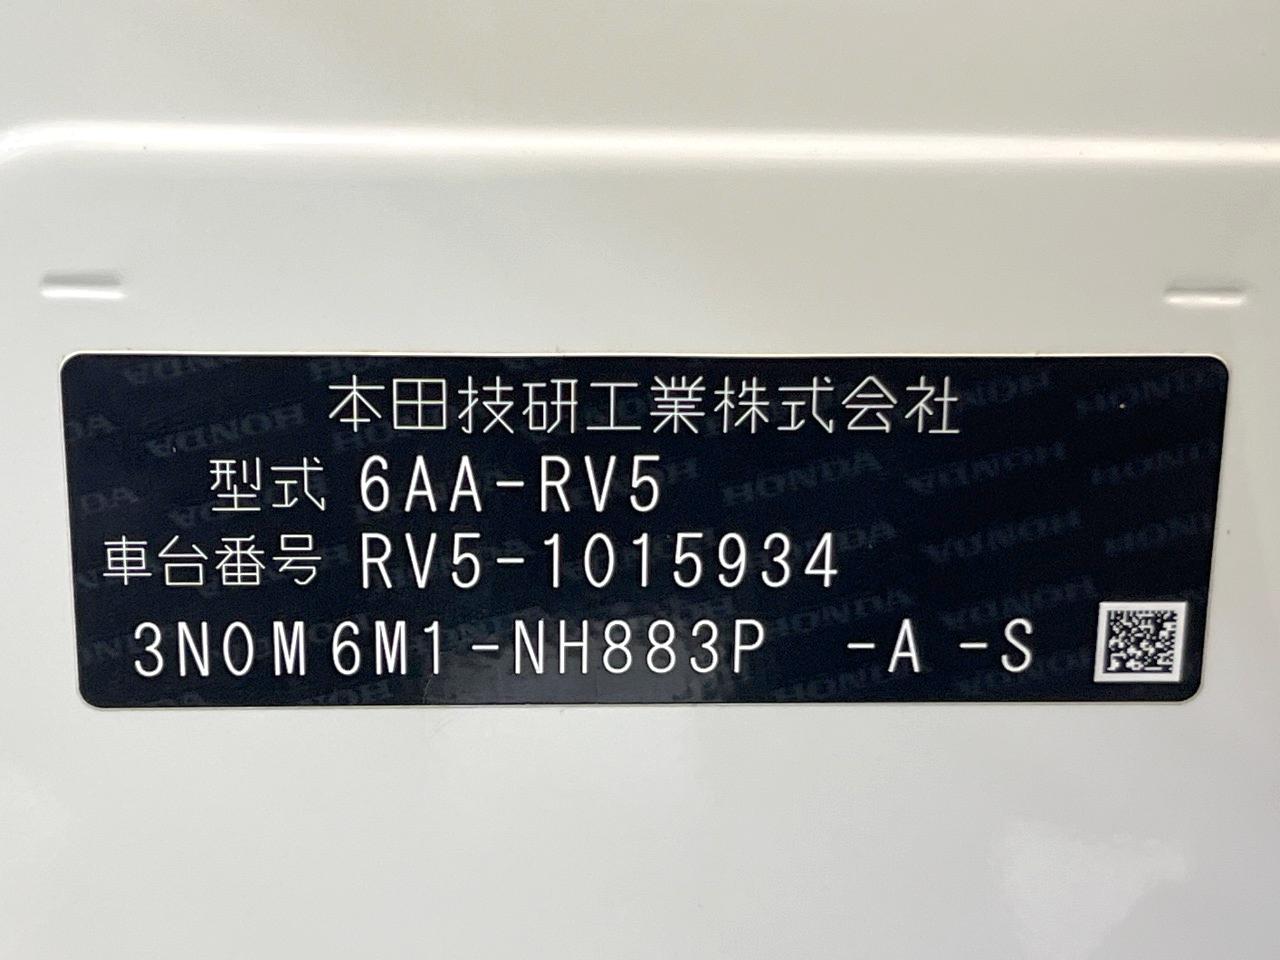 本田技研工業株式会社
型式 6AA-RV5
車台番号 RV5-1015934
3N0M6M1-NH883P -A -S